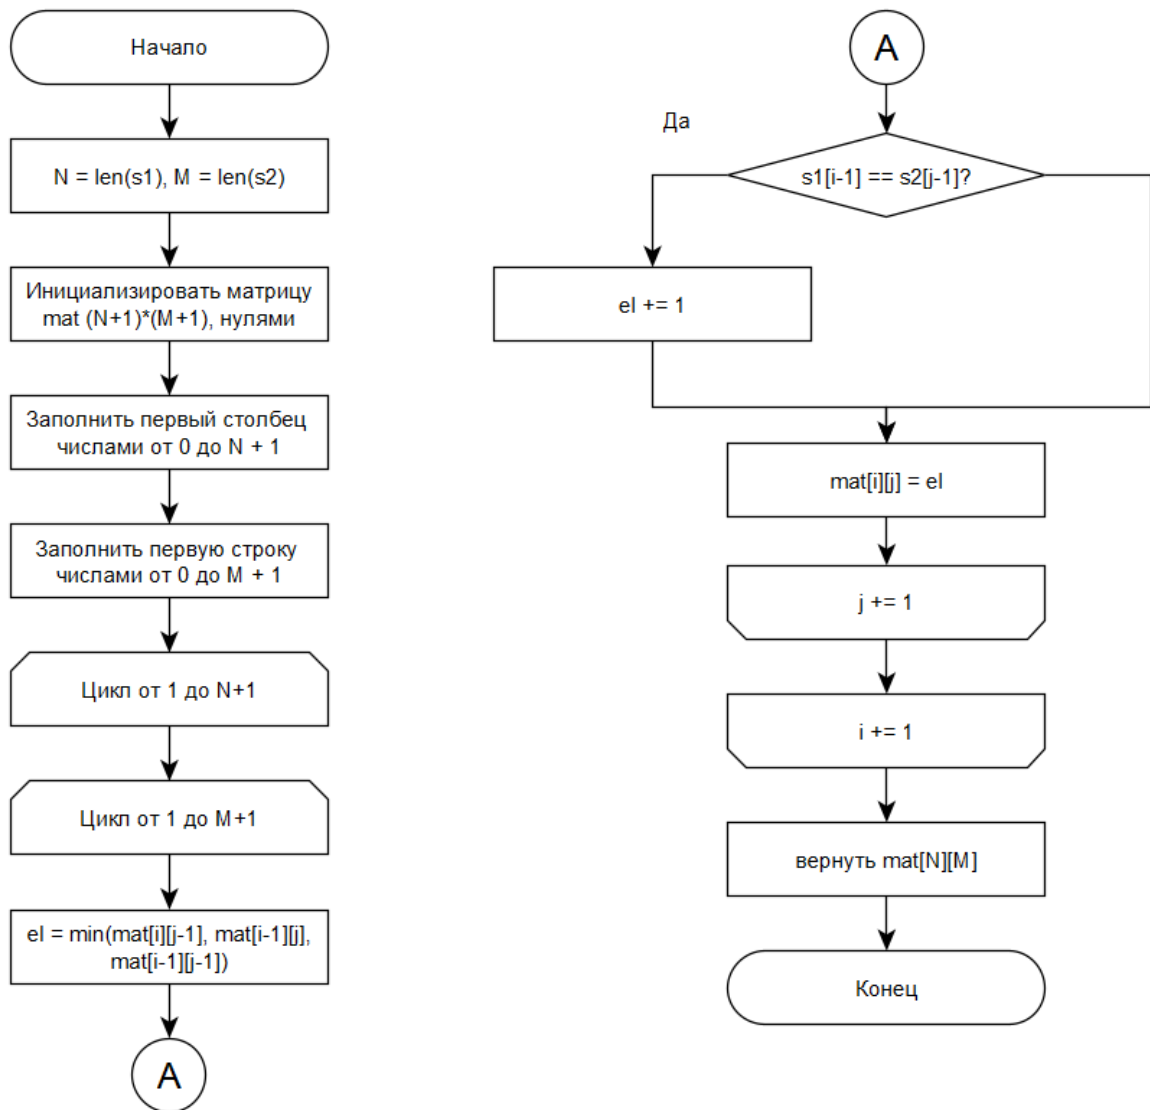 Начало
N = len(s1), M = len(s2)
Инициализировать матрицу
mat (N+1)*(M+1), нулями
Заполнить первый столбец
числами от 0 до N + 1
Заполнить первую строку
числами от 0 до M + 1
Цикл от 1 до N+1
Цикл от 1 до M+1
el = min(mat[i][j-1], mat[i-1][j],
mat[i-1][j-1])
A
A
Да
s1[i-1] == s2[j-1]?
el += 1
mat[i][j] = el
j += 1
i += 1
вернуть mat[N][M]
Конец